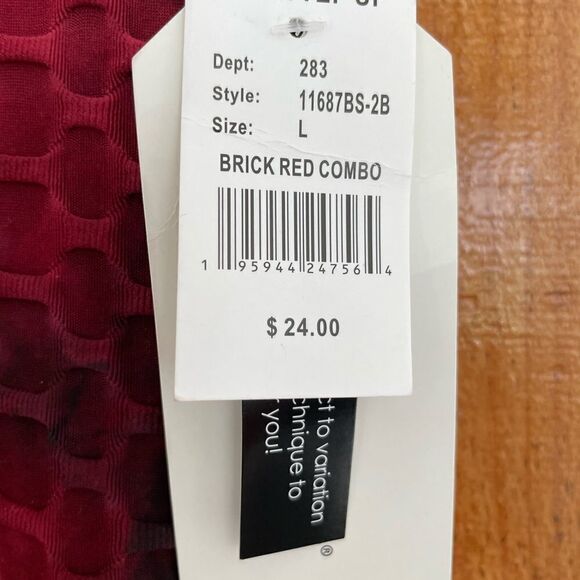 Dept: 283
Style: 11687BS-2B
Size: L
BRICK RED COMBO
1 95944 24756 4
$ 24.00
to variation
to
you!
®